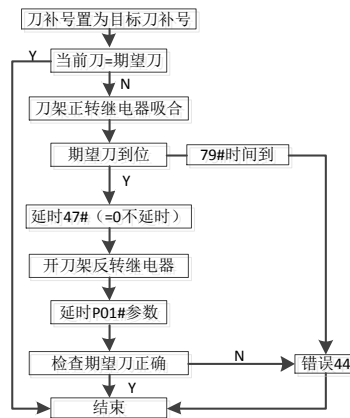 刀补号置为目标刀补号
Y
当前刀=期望刀
N
刀架正转继电器吸合
期望刀到位
79#时间到
Y
延时47#（=0不延时）
开刀架反转继电器
延时P01#参数
检查期望刀正确
N
错误44
Y
结束